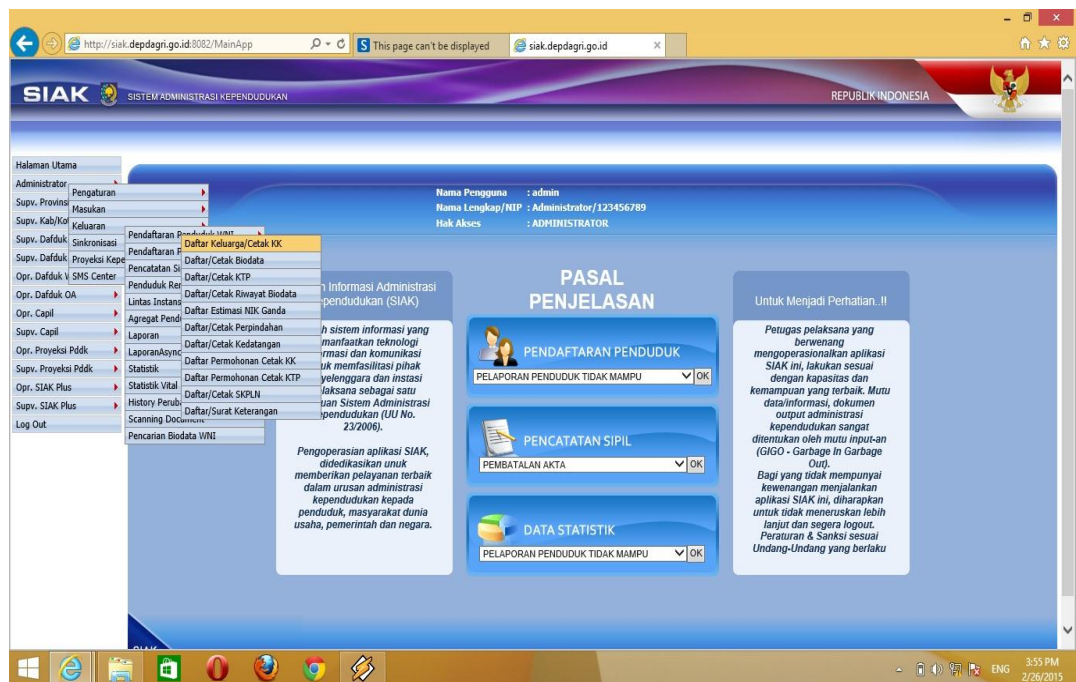 http://siak.depdagri.go.id:8082/MainApp
This page can't be displayed
siak.depdagri.go.id
SIAK
SISTEM ADMINISTRASI KEPENDUDUKAN
REPUBLIK INDONESIA
Halaman Utama
Administrator
Supv. Provins
Supv. Kab/Ko
Supv. Dafduk
Supv. Dafduk
Opr. Dafduk
Opr. Dafduk OA
Opr. Capil
Supv. Capil
Opr. Proyeksi Pddk
Supv. Proyeksi Pddk
Opr. SIAK Plus
Supv. SIAK Plus
Log Out
Pengaturan
Masukan
Keluaran
Sinkronisasi
Proyeksi Kepe
SMS Center
Pendaftaran Penduduk WNI
Pendaftaran P
Pencatatan Si
Penduduk Ren
Lintas Instans
Agregat Pend
Laporan
LaporanAsync
Statistik
Statistik Vital
History Peruba
Scanning Document
Pencarian Biodata WNI
Daftar Keluarga/Cetak KK
Daftar/Cetak Biodata
Daftar/Cetak KTP
Daftar/Cetak Riwayat Biodata
Daftar Estimasi NIK Ganda
Daftar/Cetak Perpindahan
Daftar/Cetak Kedatangan
Daftar Permohonan Cetak KK
Daftar Permohonan Cetak KTP
Daftar/Cetak SKPLN
Daftar/Surat Keterangan
Nama Pengguna : admin
Nama Lengkap/NIP : Administrator/123456789
Hak Akses : ADMINISTRATOR
Informasi Administrasi
ependudukan (SIAK)
h sistem informasi yang
manfaatkan teknologi
rmasi dan komunikasi
uk memfasilitasi pihak
yelenggara dan instasi
laksana sebagai satu
uan Sistem Administrasi
ependudukan (UU No.
23/2006).
Pengoperasian aplikasi SIAK,
didedikasikan unuk
memberikan pelayanan terbaik
dalam urusan administrasi
kependudukan kepada
penduduk, masyarakat dunia
usaha, pemerintah dan negara.
PASAL
PENJELASAN
PENDAFTARAN PENDUDUK
PELAPORAN PENDUDUK TIDAK MAMPU OK
PENCATATAN SIPIL
PEMBATALAN AKTA OK
DATA STATISTIK
PELAPORAN PENDUDUK TIDAK MAMPU OK
Untuk Menjadi Perhatian..!!
Petugas pelaksana yang
berwenang
mengoperasionalkan aplikasi
SIAK ini, lakukan sesuai
dengan kapasitas dan
kemampuan yang terbaik. Mutu
data/informasi, dokumen
output administrasi
kependudukan sangat
ditentukan oleh mutu input-an
(GIGO - Garbage In Garbage
Out).
Bagi yang tidak mempunyai
kewenangan menjalankan
aplikasi SIAK ini, diharapkan
untuk tidak meneruskan lebih
lanjut dan segera logout.
Peraturan & Sanksi sesuai
Undang-Undang yang berlaku
ENG
3:55 PM
2/26/2015